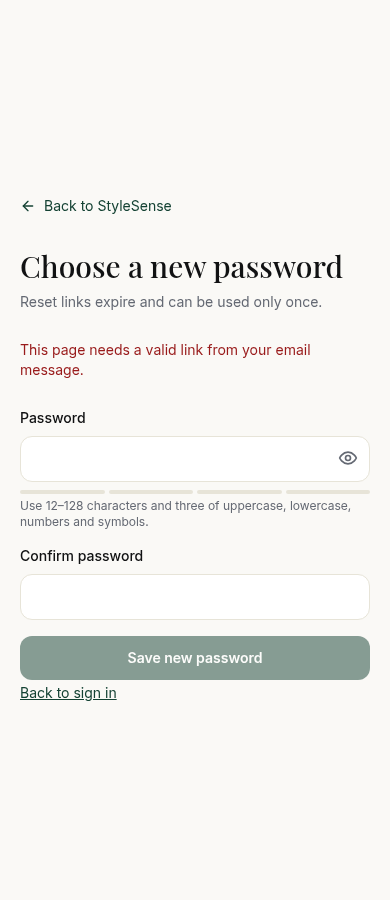 Back to StyleSense
Choose a new password
Reset links expire and can be used only once.
This page needs a valid link from your email
message.
Password
Use 12–128 characters and three of uppercase, lowercase,
numbers and symbols.
Confirm password
Save new password
Back to sign in